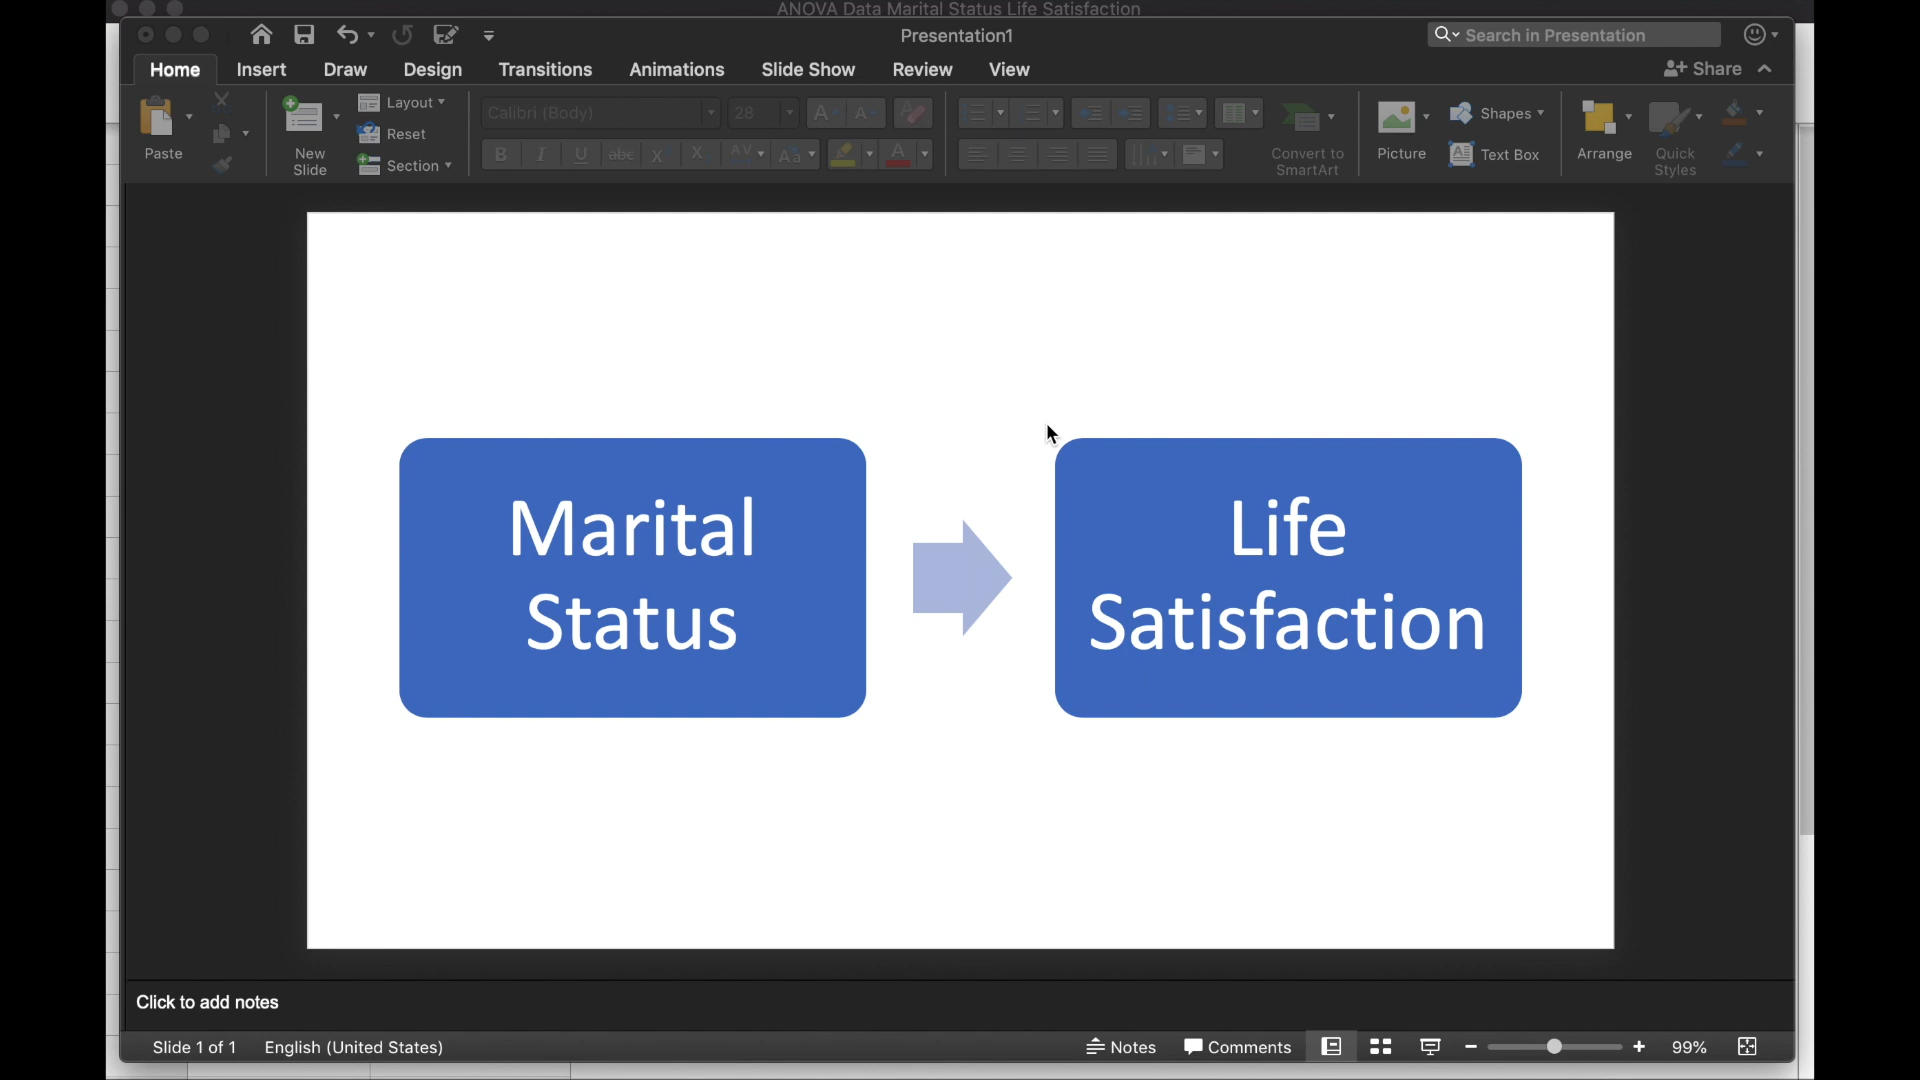 ANOVA Data Marital Status Life Satisfaction
Presentation1
Search in Presentation
Home Insert Draw Design Transitions Animations Slide Show Review View
Share
Paste
New
Slide
Layout
Reset
Section
Calibri (Body) 28
Convert to
SmartArt
Picture
Shapes
Text Box
Arrange
Quick
Styles
Marital
Status
Life
Satisfaction
Click to add notes
Slide 1 of 1 English (United States) Notes Comments 99%